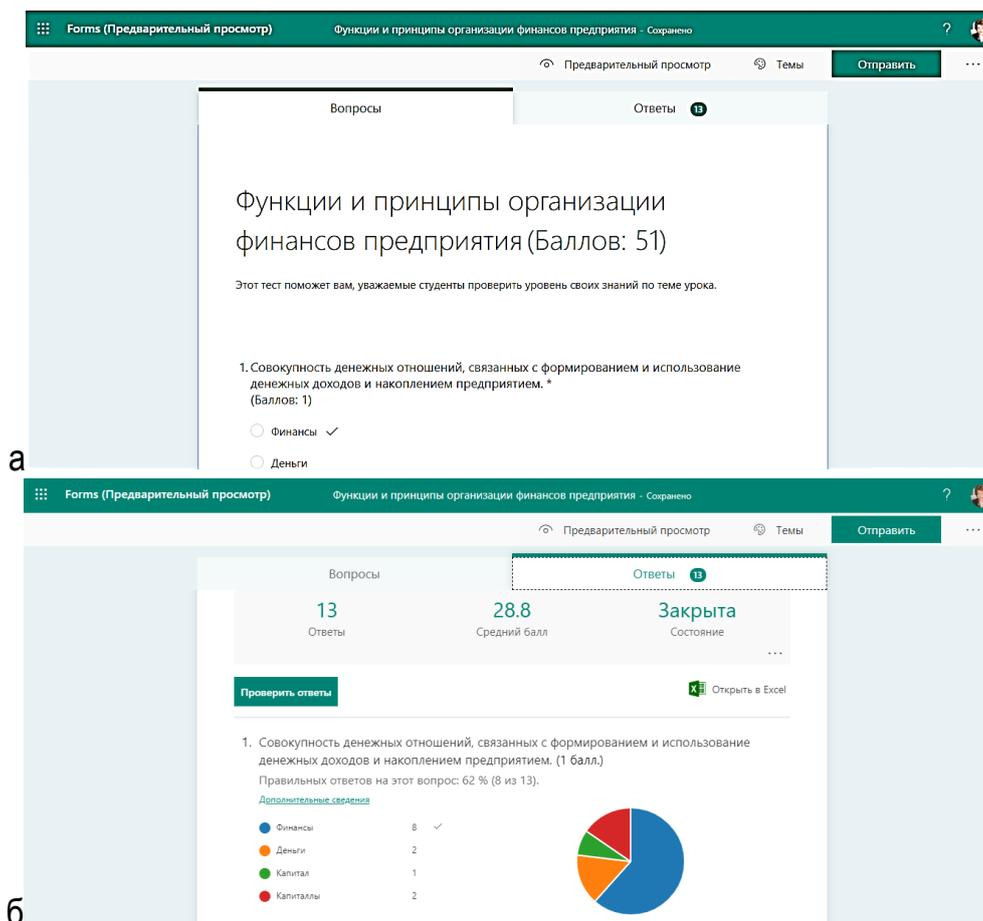 Forms (Предварительный просмотр) Функции и принципы организации финансов предприятия - Сохранено ?
Предварительный просмотр Темы Отправить ...
Вопросы Ответы 13
Функции и принципы организации
финансов предприятия (Баллов: 51)
Этот тест поможет вам, уважаемые студенты проверить уровень своих знаний по теме урока.
1. Совокупность денежных отношений, связанных с формированием и использование
денежных доходов и накоплением предприятием. *
(Баллов: 1)
Финансы
Деньги
а
Forms (Предварительный просмотр) Функции и принципы организации финансов предприятия - Сохранено ?
Предварительный просмотр Темы Отправить ...
Вопросы Ответы 13
13 28.8 Закрыта
Ответы Средний балл Состояние
...
Проверить ответы Открыть в Excel
1. Совокупность денежных отношений, связанных с формированием и использование
денежных доходов и накоплением предприятием. (1 балл.)
Правильных ответов на этот вопрос: 62 % (8 из 13).
Дополнительные сведения
Финансы 8
Деньги 2
Капитал 1
Капиталлы 2
б